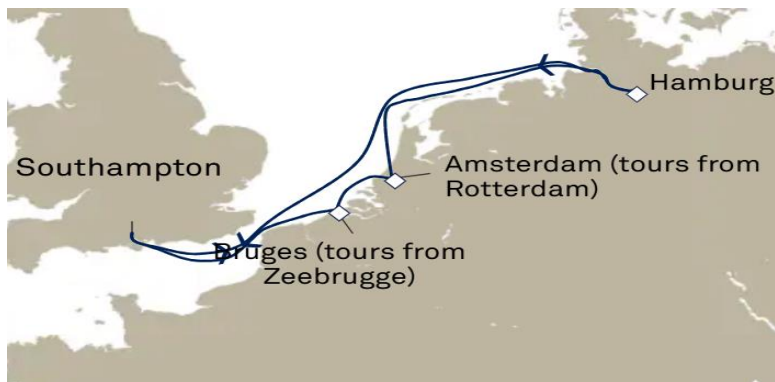 Hamburg
Southampton
Amsterdam (tours from
Rotterdam)
Bruges (tours from
Zeebrugge)